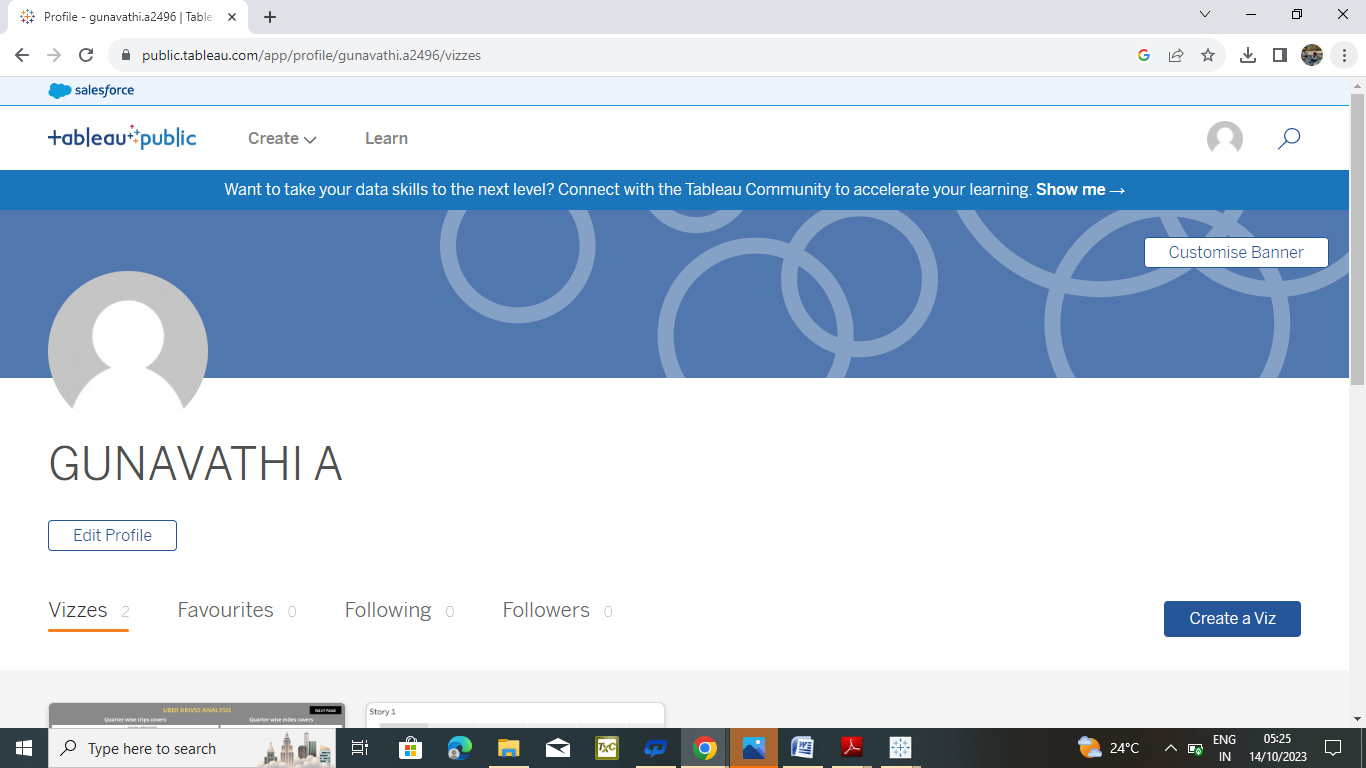 Profile - gunavathi.a2496 | Table
public.tableau.com/app/profile/gunavathi.a2496/vizzes
salesforce
tableau public
Create
Learn
Want to take your data skills to the next level? Connect with the Tableau Community to accelerate your learning. Show me →
Customise Banner
GUNAVATHI A
Edit Profile
Vizzes 2
Favourites 0
Following 0
Followers 0
Create a Viz
UBER DRIVES ANALYSIS
NEXT PAGE
Quarter wise trips covers
Quarter wise miles covers
Story 1
Type here to search
TxC
W
24°C
ENG
IN
05:25
14/10/2023